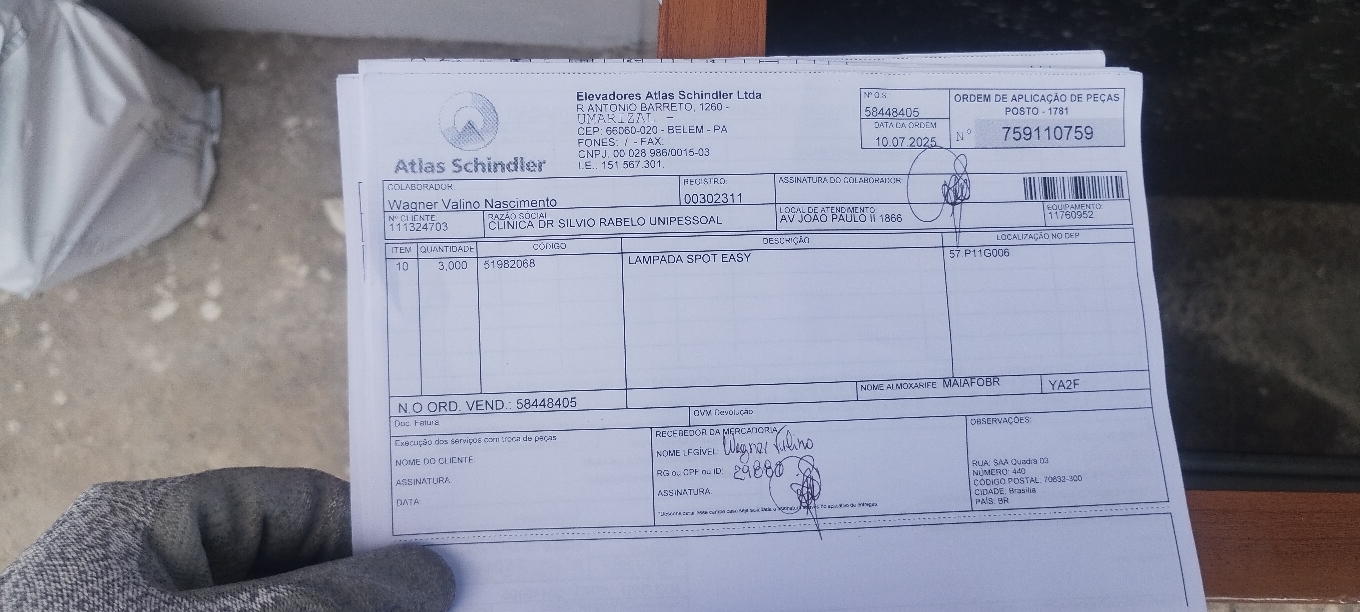 Elevadores Atlas Schindler Ltda
R ANTONIO BARRETO, 1260 -
UMARIZAL -
CEP: 66060-020 - BELEM - PA
FONES: / - FAX:
CNPJ. 00 028 986/0015-03
I.E.. 151 567.301.
Atlas Schindler
Nº O.S.
58448405
DATA DA ORDEM
10.07.2025
ORDEM DE APLICAÇÃO DE PEÇAS
POSTO - 1781
Nº 759110759
COLABORADOR:
Wagner Valino Nascimento
REGISTRO:
00302311
ASSINATURA DO COLABORADOR:
Nº CLIENTE:
111324703
RAZÃO SOCIAL
CLINICA DR SILVIO RABELO UNIPESSOAL
LOCAL DE ATENDIMENTO:
AV JOAO PAULO II 1866
EQUIPAMENTO:
11760952
ITEM QUANTIDADE CÓDIGO DESCRIÇÃO LOCALIZAÇÃO NO DEP
10 3,000 51982068 LAMPADA SPOT EASY 57.P11G006
NOME ALMOXARIFE MAIAFOBR YA2F
N.O ORD. VEND.: 58448405
Doc. Fatura
OVM Devolução
Execução dos serviços com troca de peças
NOME DO CLIENTE:
ASSINATURA:
DATA:
RECEBEDOR DA MERCADORIA
NOME LEGÍVEL: Wagner Valino
RG ou CPF ou ID: 29880
ASSINATURA:
OBSERVAÇÕES:
RUA: SAA Quadra 03
NÚMERO: 440
CÓDIGO POSTAL: 70632-300
CIDADE: Brasilia
PAÍS: BR